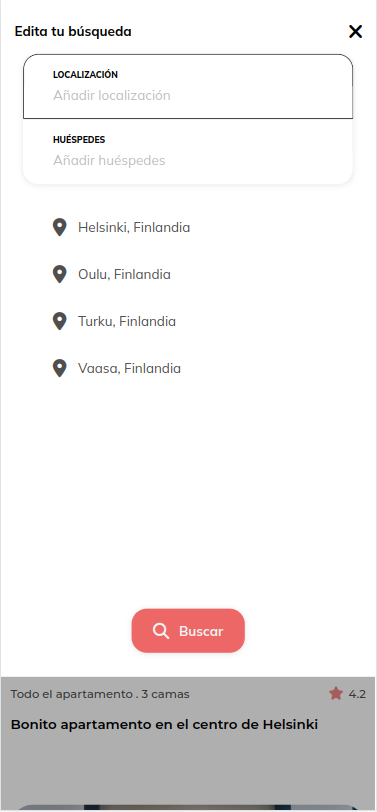 Edita tu búsqueda
LOCALIZACIÓN
Añadir localización
HUÉSPEDES
Añadir huéspedes
Helsinki, Finlandia
Oulu, Finlandia
Turku, Finlandia
Vaasa, Finlandia
Buscar
Todo el apartamento . 3 camas 4.2
Bonito apartamento en el centro de Helsinki